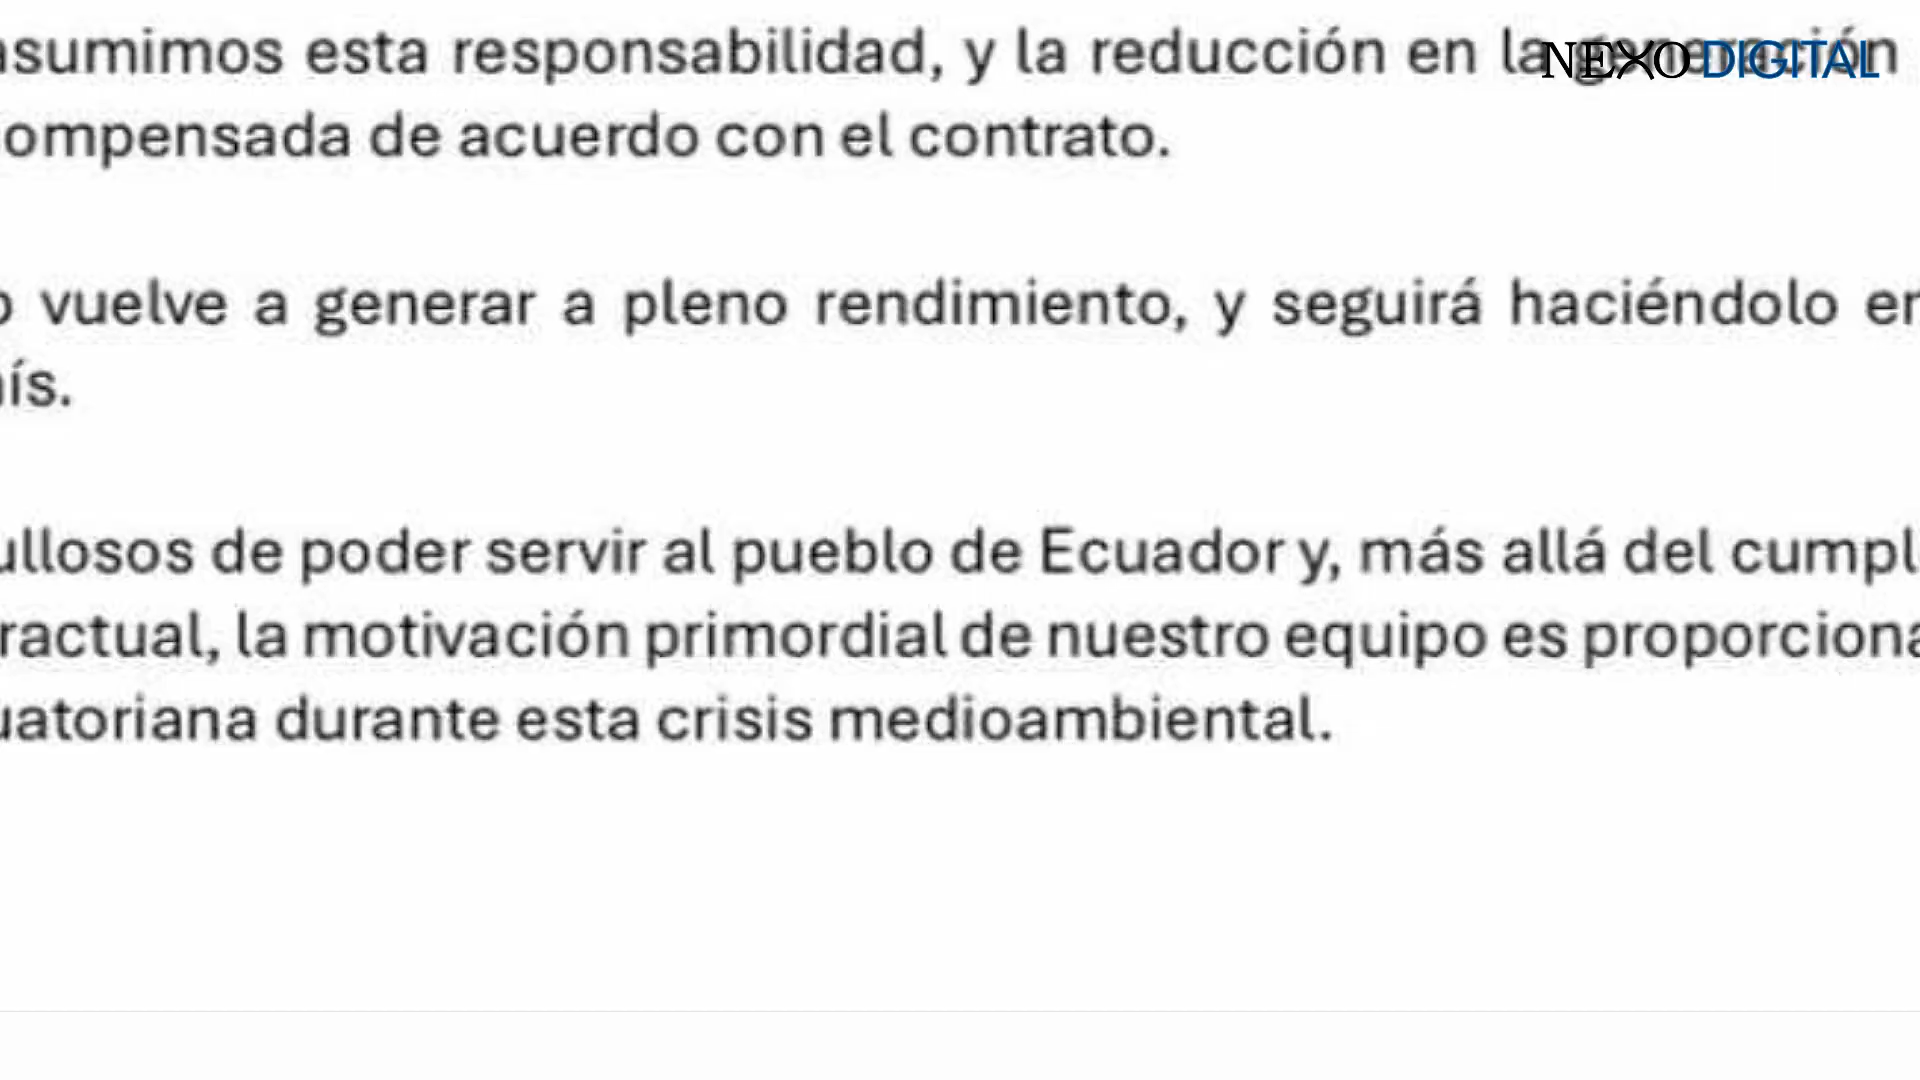 asumimos esta responsabilidad, y la reducción en la generación
ompensada de acuerdo con el contrato.
o vuelve a generar a pleno rendimiento, y seguirá haciéndolo en
aís.
ullosos de poder servir al pueblo de Ecuador y, más allá del cumpl
ractual, la motivación primordial de nuestro equipo es proporciona
uatoriana durante esta crisis medioambiental.
NEXO DIGITAL